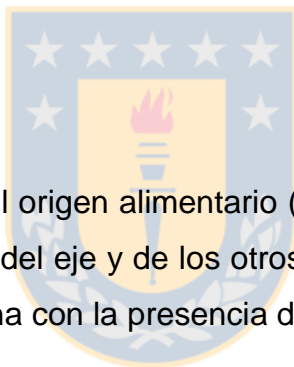 l origen alimentario (
del eje y de los otros
na con la presencia d